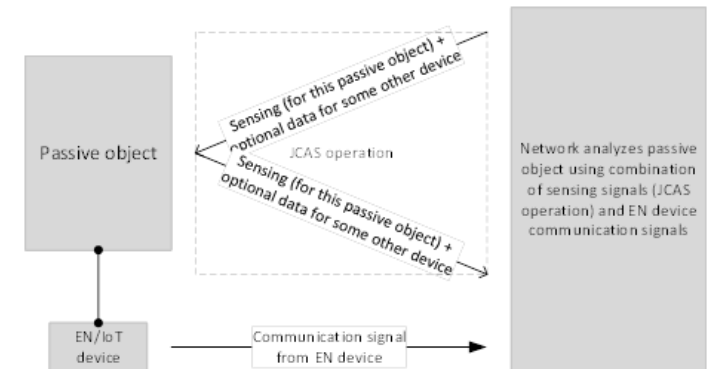 Sensing (for this passive object) +
optional data for some other device
Passive object
JCAS operation
Sensing (for this passive object) +
optional data for some other device
Network analyzes passive
object using combination
of sensing signals (JCAS
operation) and EN device
communication signals
EN/IoT
device
Communication signal
from EN device